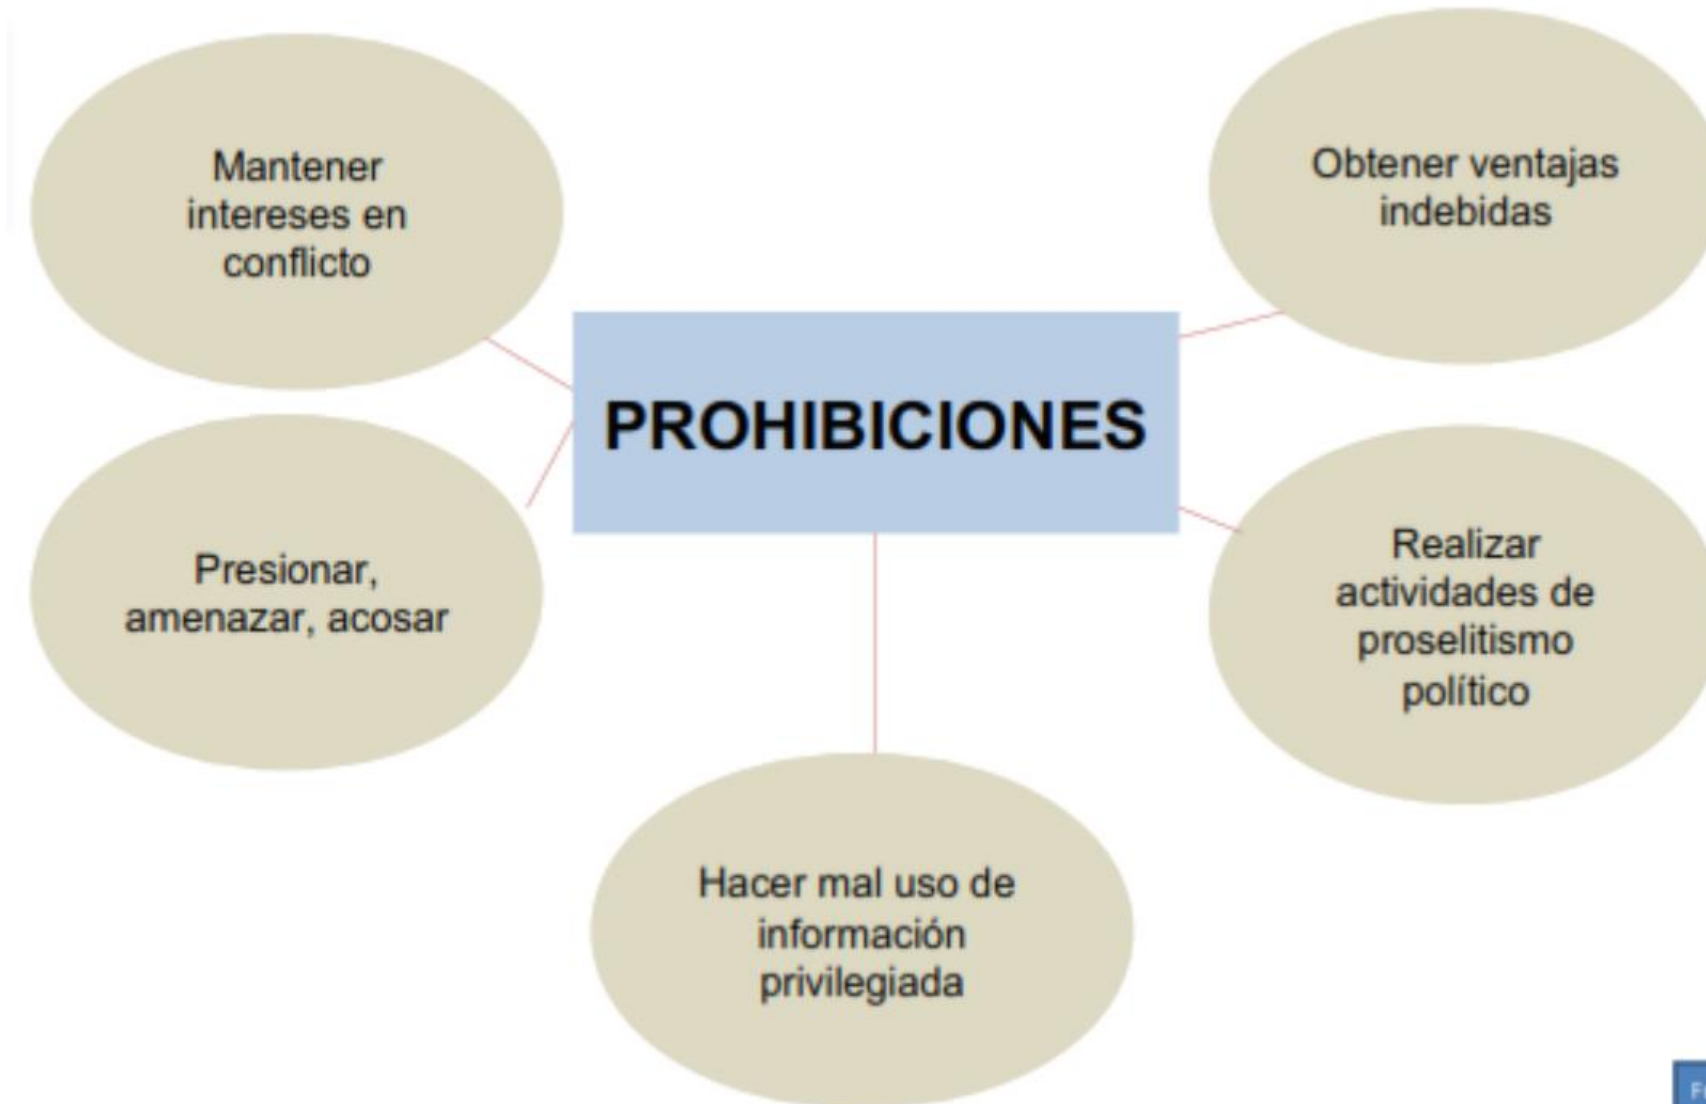 Mantener
intereses en
conflicto
Obtener ventajas
indebidas
PROHIBICIONES
Presionar,
amenazar, acosar
Realizar
actividades de
proselitismo
político
Hacer mal uso de
información
privilegiada